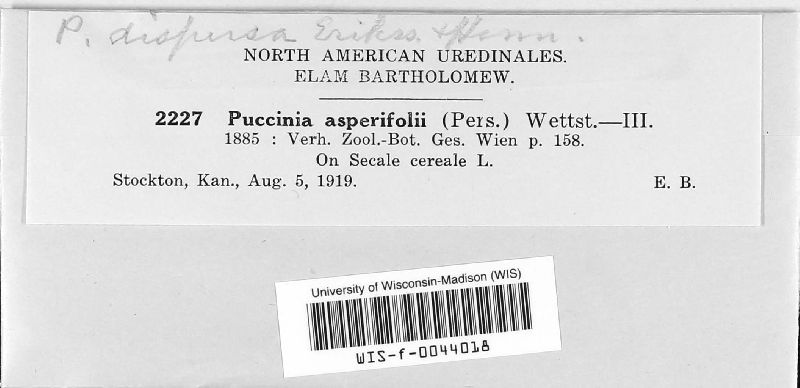 P. dispersa Erikss. & Henn.
NORTH AMERICAN UREDINALES.
ELAM BARTHOLOMEW.
2227 Puccinia asperifolii (Pers.) Wettst.—III.
1885 : Verh. Zool.-Bot. Ges. Wien p. 158.
On Secale cereale L.
Stockton, Kan., Aug. 5, 1919. E. B.
University of Wisconsin-Madison (WIS)
WIS-f-0044018